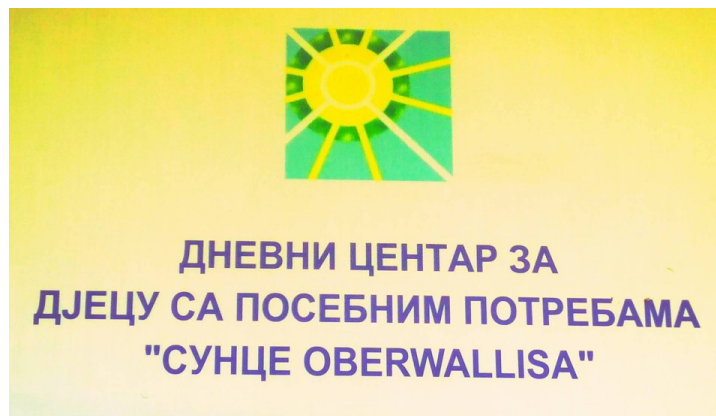 ДНЕВНИ ЦЕНТАР ЗА
ДЈЕЦУ СА ПОСЕБНИМ ПОТРЕБАМА
"СУНЦЕ OBERWALLISA"